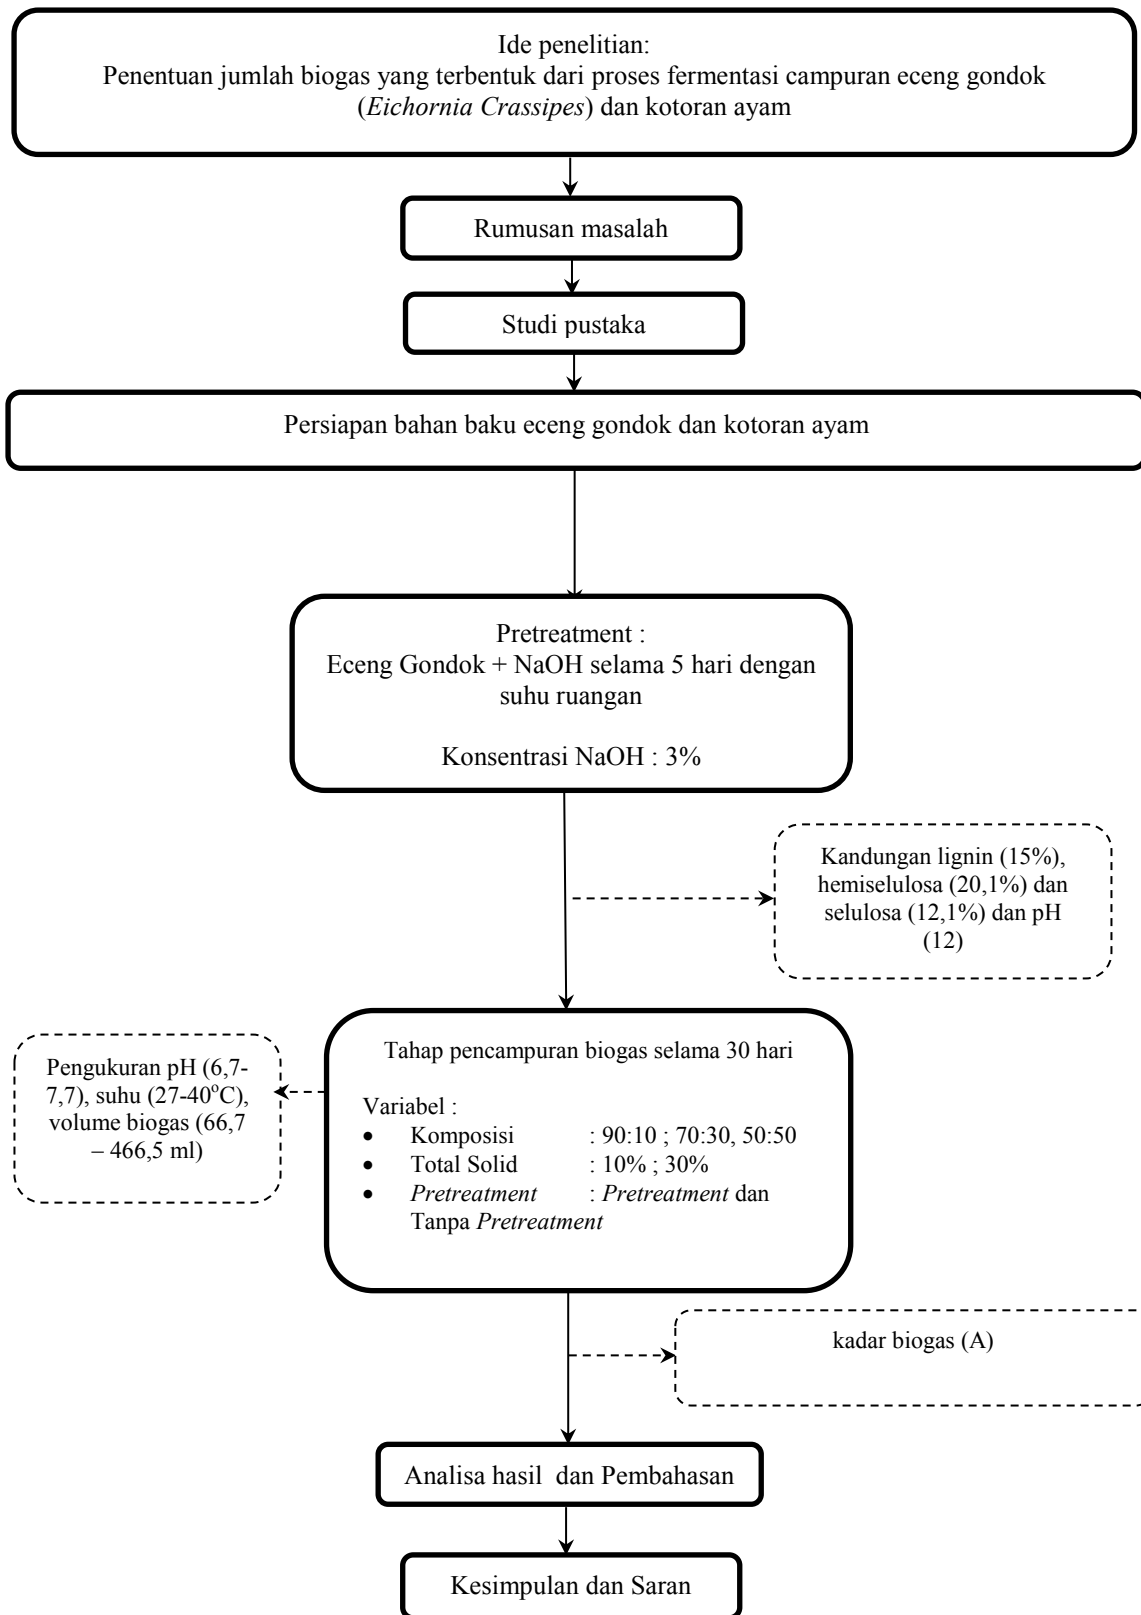 Ide penelitian:
Penentuan jumlah biogas yang terbentuk dari proses fermentasi campuran eceng gondok
(Eichornia Crassipes) dan kotoran ayam
Rumusan masalah
Studi pustaka
Persiapan bahan baku eceng gondok dan kotoran ayam
Pretreatment :
Eceng Gondok + NaOH selama 5 hari dengan
suhu ruangan
Konsentrasi NaOH : 3%
Kandungan lignin (15%),
hemiselulosa (20,1%) dan
selulosa (12,1%) dan pH
(12)
Pengukuran pH (6,7-
7,7), suhu (27-40°C),
volume biogas (66,7
– 466,5 ml)
Tahap pencampuran biogas selama 30 hari
Variabel :
• Komposisi : 90:10 ; 70:30, 50:50
• Total Solid : 10% ; 30%
• Pretreatment : Pretreatment dan
Tanpa Pretreatment
kadar biogas (A)
Analisa hasil dan Pembahasan
Kesimpulan dan Saran